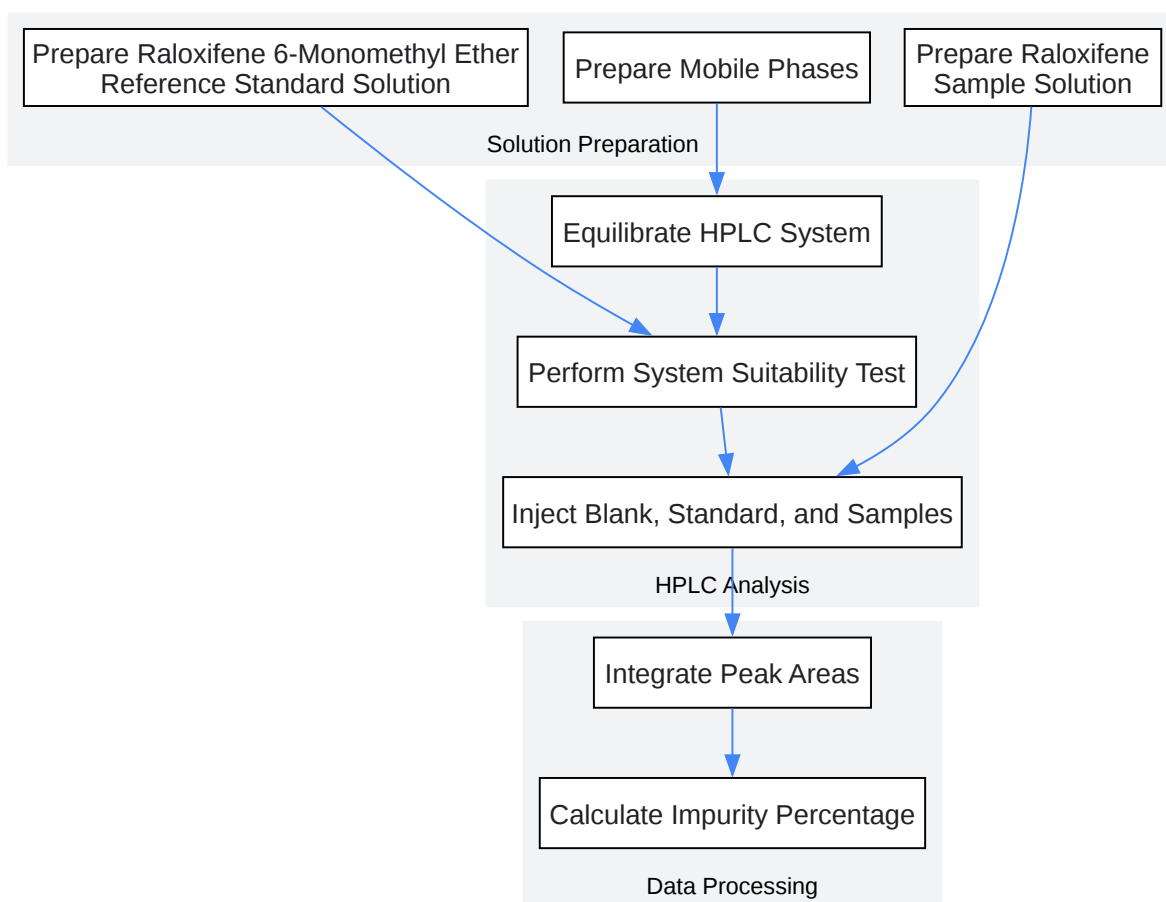 Prepare Raloxifene 6-Monomethyl Ether
Reference Standard Solution
Prepare Mobile Phases
Prepare Raloxifene
Sample Solution
Solution Preparation
Equilibrate HPLC System
Perform System Suitability Test
Inject Blank, Standard, and Samples
HPLC Analysis
Integrate Peak Areas
Calculate Impurity Percentage
Data Processing